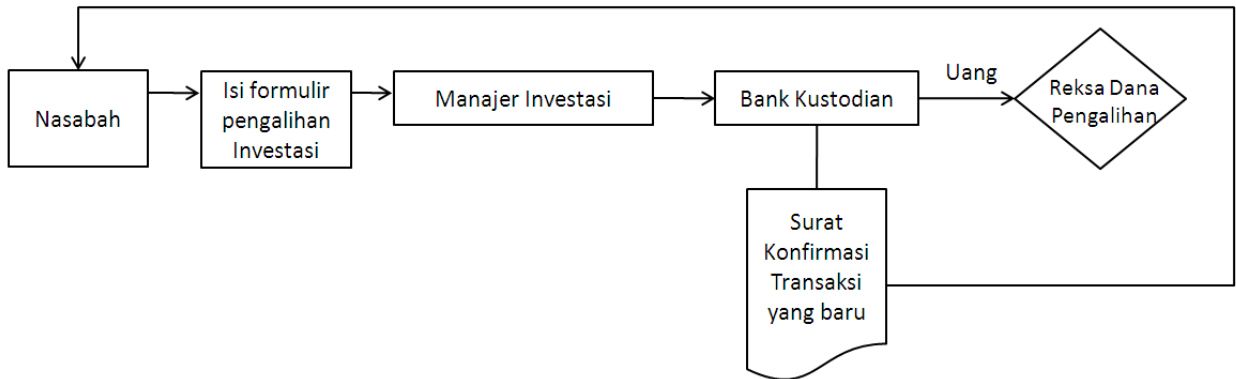 Nasabah
Isi formulir
pengalihan
Investasi
Manajer Investasi
Bank Kustodian
Uang
Reksa Dana
Pengalihan
Surat
Konfirmasi
Transaksi
yang baru